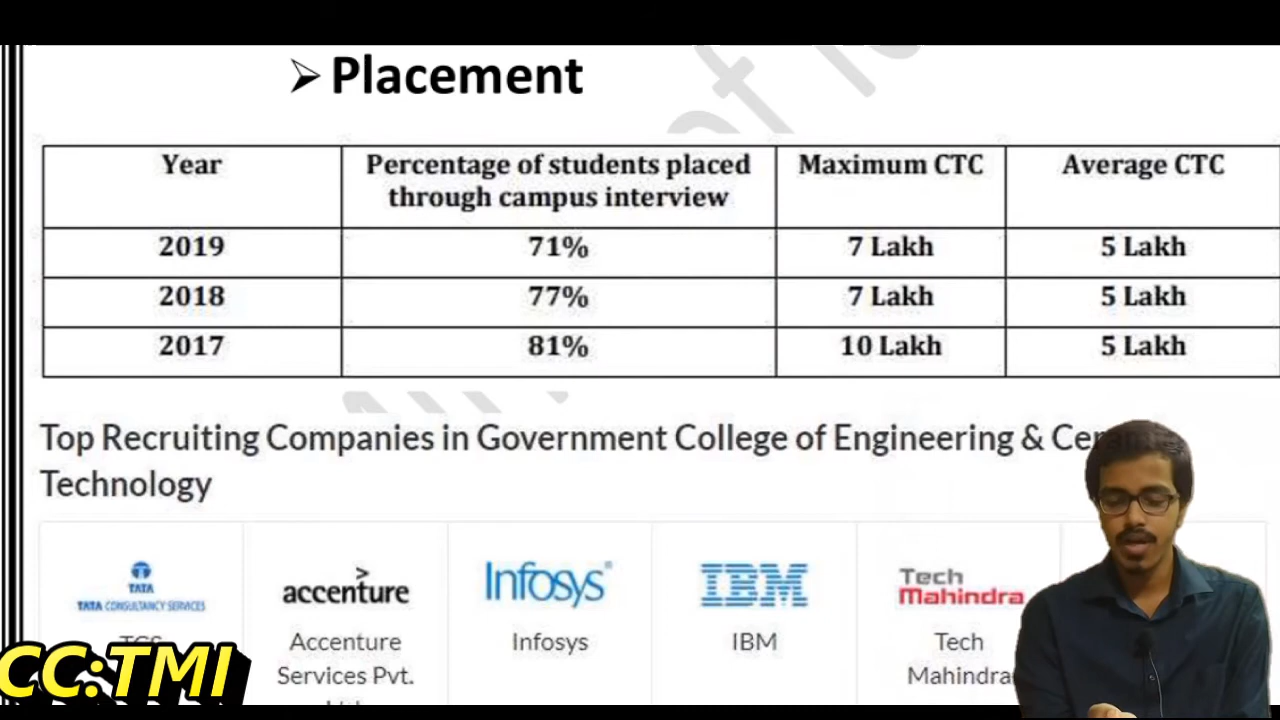 ➢ Placement
Year Percentage of students placed through campus interview Maximum CTC Average CTC
2019 71% 7 Lakh 5 Lakh
2018 77% 7 Lakh 5 Lakh
2017 81% 10 Lakh 5 Lakh
Top Recruiting Companies in Government College of Engineering &
Technology
TATA
TATA CONSULTANCY SERVICES
accenture
Infosys
IBM
Tech
Mahindra
TCS
Accenture
Services Pvt.
Infosys
IBM
Tech
Mahindra
CC:TMI